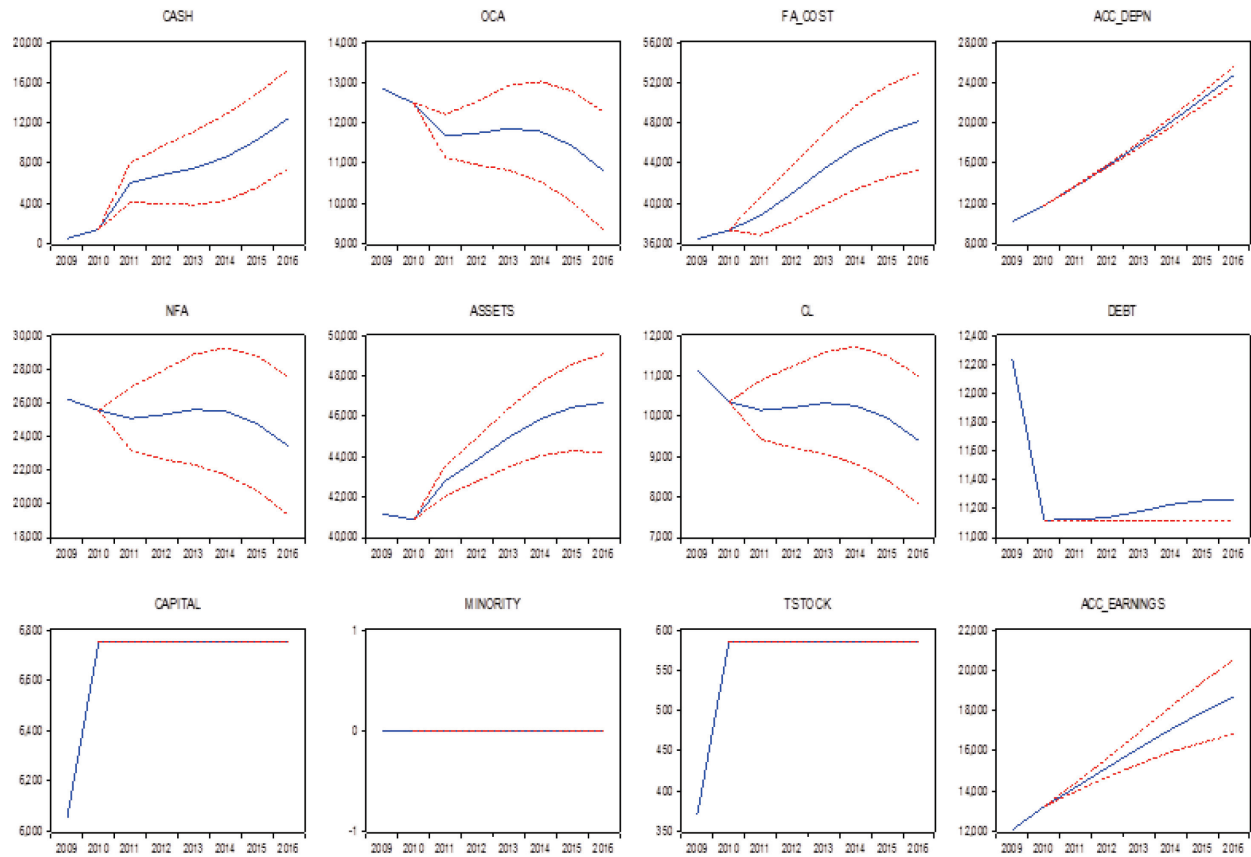 CASH OCA FA_COST ACC_DEPN
20,000 14,000 56,000 28,000
16,000 13,000 52,000 24,000
12,000 12,000 48,000 20,000
8,000 11,000 44,000 16,000
4,000 10,000 40,000 12,000
0 9,000 36,000 8,000
2009 2010 2011 2012 2013 2014 2015 2016 2009 2010 2011 2012 2013 2014 2015 2016 2009 2010 2011 2012 2013 2014 2015 2016 2009 2010 2011 2012 2013 2014 2015 2016
NFA ASSETS CL DEBT
30,000 50,000 12,000 12,400
28,000 48,000 11,000 12,200
26,000 46,000 10,000 12,000
24,000 44,000 9,000 11,800
22,000 42,000 8,000 11,600
20,000 40,000 7,000 11,400
18,000 11,200
11,000
2009 2010 2011 2012 2013 2014 2015 2016 2009 2010 2011 2012 2013 2014 2015 2016 2009 2010 2011 2012 2013 2014 2015 2016 2009 2010 2011 2012 2013 2014 2015 2016
CAPITAL MINORITY TSTOCK ACC_EARNINGS
6,800 1 600 22,000
6,600 0 550 20,000
6,400 -1 500 18,000
6,200 450 16,000
6,000 400 14,000
350 12,000
2009 2010 2011 2012 2013 2014 2015 2016 2009 2010 2011 2012 2013 2014 2015 2016 2009 2010 2011 2012 2013 2014 2015 2016 2009 2010 2011 2012 2013 2014 2015 2016